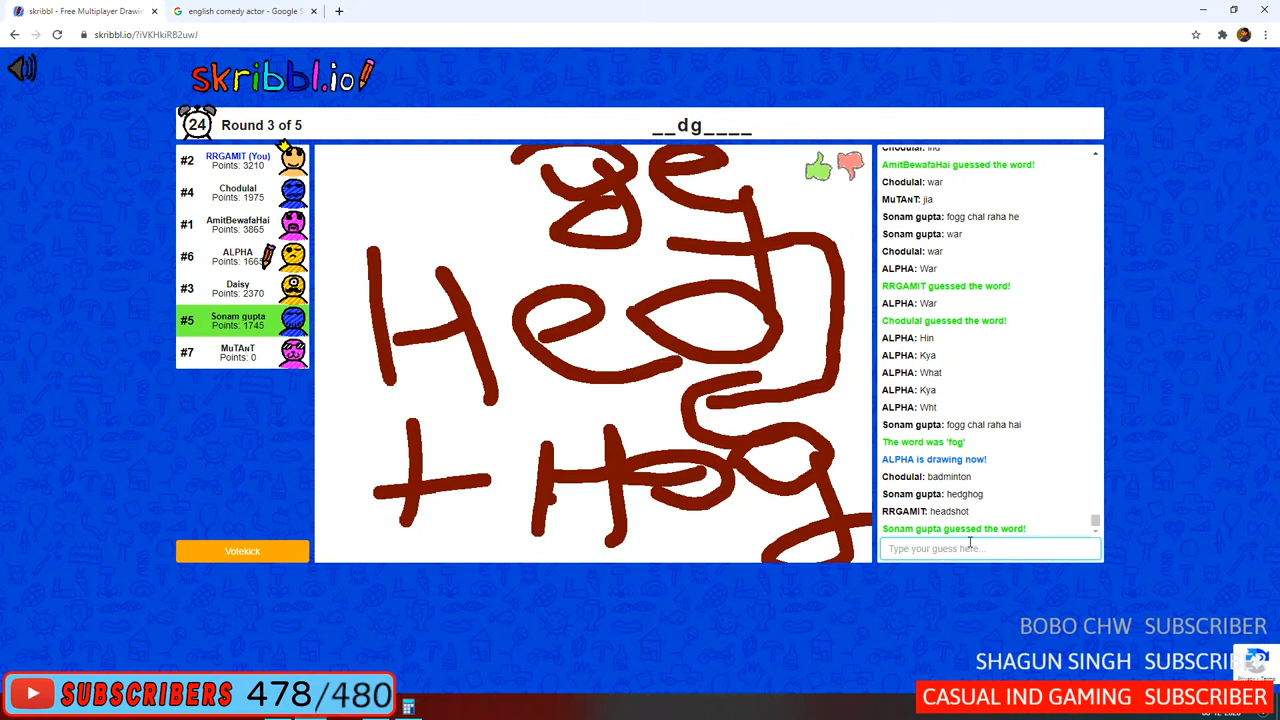 skribbl - Free Multiplayer Drawin
english comedy actor - Google S
skribbl.io/?iVKHkiRB2uwJ
skribbl.io
24
Round 3 of 5
__dg____
#2 RRGAMIT (You)
Points: 3210
#4 Chodulal
Points: 1975
#1 AmitBewafaHai
Points: 3865
#6 ALPHA
Points: 1665
#3 Daisy
Points: 2370
#5 Sonam gupta
Points: 1745
#7 MuTAnT
Points: 0
Votekick
Hed
+ Hog
Chodulal: ind
AmitBewafaHai guessed the word!
Chodulal: war
MuTAnT: jia
Sonam gupta: fogg chal raha he
Sonam gupta: war
Chodulal: war
ALPHA: War
RRGAMIT guessed the word!
ALPHA: War
Chodulal guessed the word!
ALPHA: Hin
ALPHA: Kya
ALPHA: What
ALPHA: Kya
ALPHA: Wht
Sonam gupta: fogg chal raha hai
The word was 'fog'
ALPHA is drawing now!
Chodulal: badminton
Sonam gupta: hedghog
RRGAMIT: headshot
Sonam gupta guessed the word!
Type your guess here...
BOBO CHW SUBSCRIBER
SHAGUN SINGH SUBSCRI
CASUAL IND GAMING SUBSCRIBER
SUBSCRIBERS 478/480
Privacy - Terms